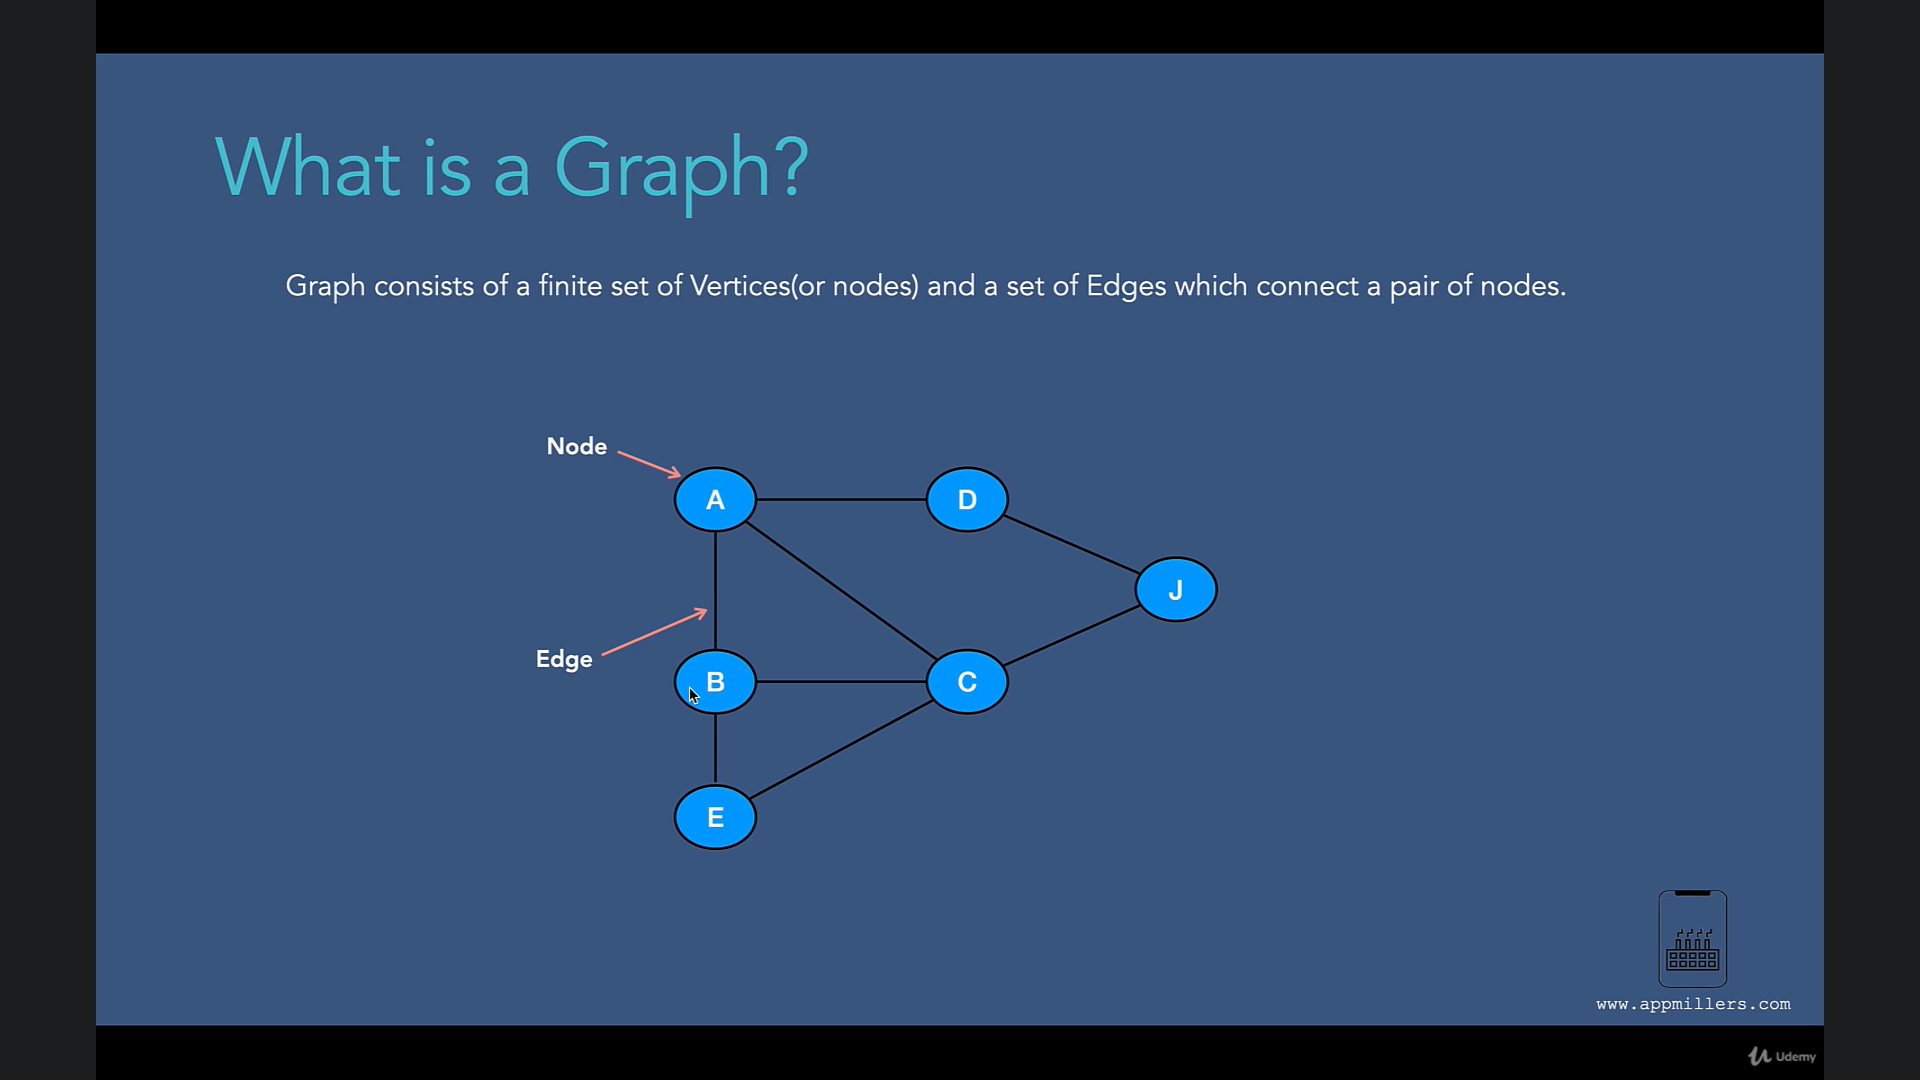 What is a Graph?
Graph consists of a finite set of Vertices(or nodes) and a set of Edges which connect a pair of nodes.
Node
A
D
J
Edge
B
C
E
www.appmillers.com
Udemy